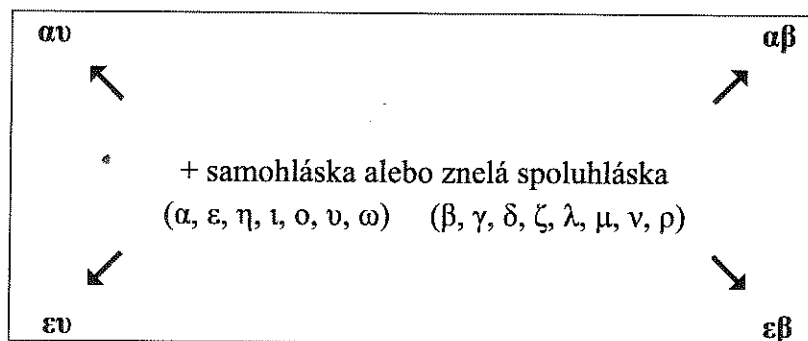 αυ αβ
+ samohláska alebo znelá spoluhláska
(α, ε, η, ι, ο, υ, ω) (β, γ, δ, ζ, λ, μ, ν, ρ)
ευ εβ